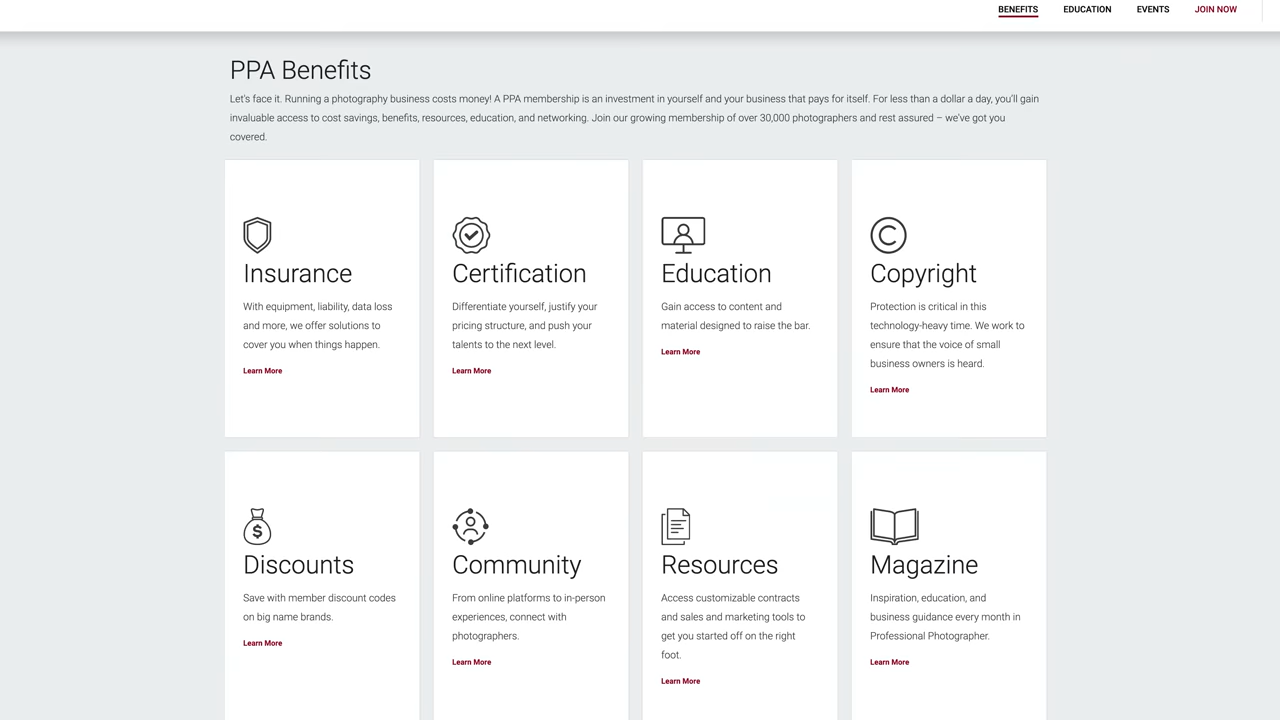 BENEFITS EDUCATION EVENTS JOIN NOW
PPA Benefits
Let's face it. Running a photography business costs money! A PPA membership is an investment in yourself and your business that pays for itself. For less than a dollar a day, you'll gain
invaluable access to cost savings, benefits, resources, education, and networking. Join our growing membership of over 30,000 photographers and rest assured – we've got you
covered.
Insurance
With equipment, liability, data loss
and more, we offer solutions to
cover you when things happen.
Learn More
Certification
Differentiate yourself, justify your
pricing structure, and push your
talents to the next level.
Learn More
Education
Gain access to content and
material designed to raise the bar.
Learn More
Copyright
Protection is critical in this
technology-heavy time. We work to
ensure that the voice of small
business owners is heard.
Learn More
Discounts
Save with member discount codes
on big name brands.
Learn More
Community
From online platforms to in-person
experiences, connect with
photographers.
Learn More
Resources
Access customizable contracts
and sales and marketing tools to
get you started off on the right
foot.
Learn More
Magazine
Inspiration, education, and
business guidance every month in
Professional Photographer.
Learn More